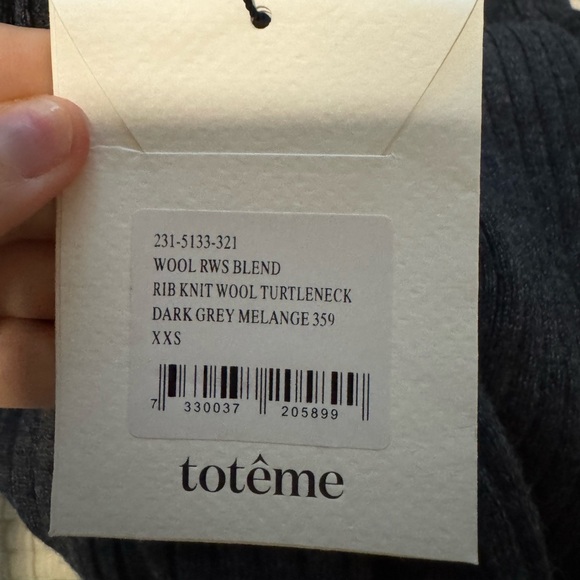 231-5133-321
WOOL RWS BLEND
RIB KNIT WOOL TURTLENECK
DARK GREY MELANGE 359
XXS
7 330037 205899
totême